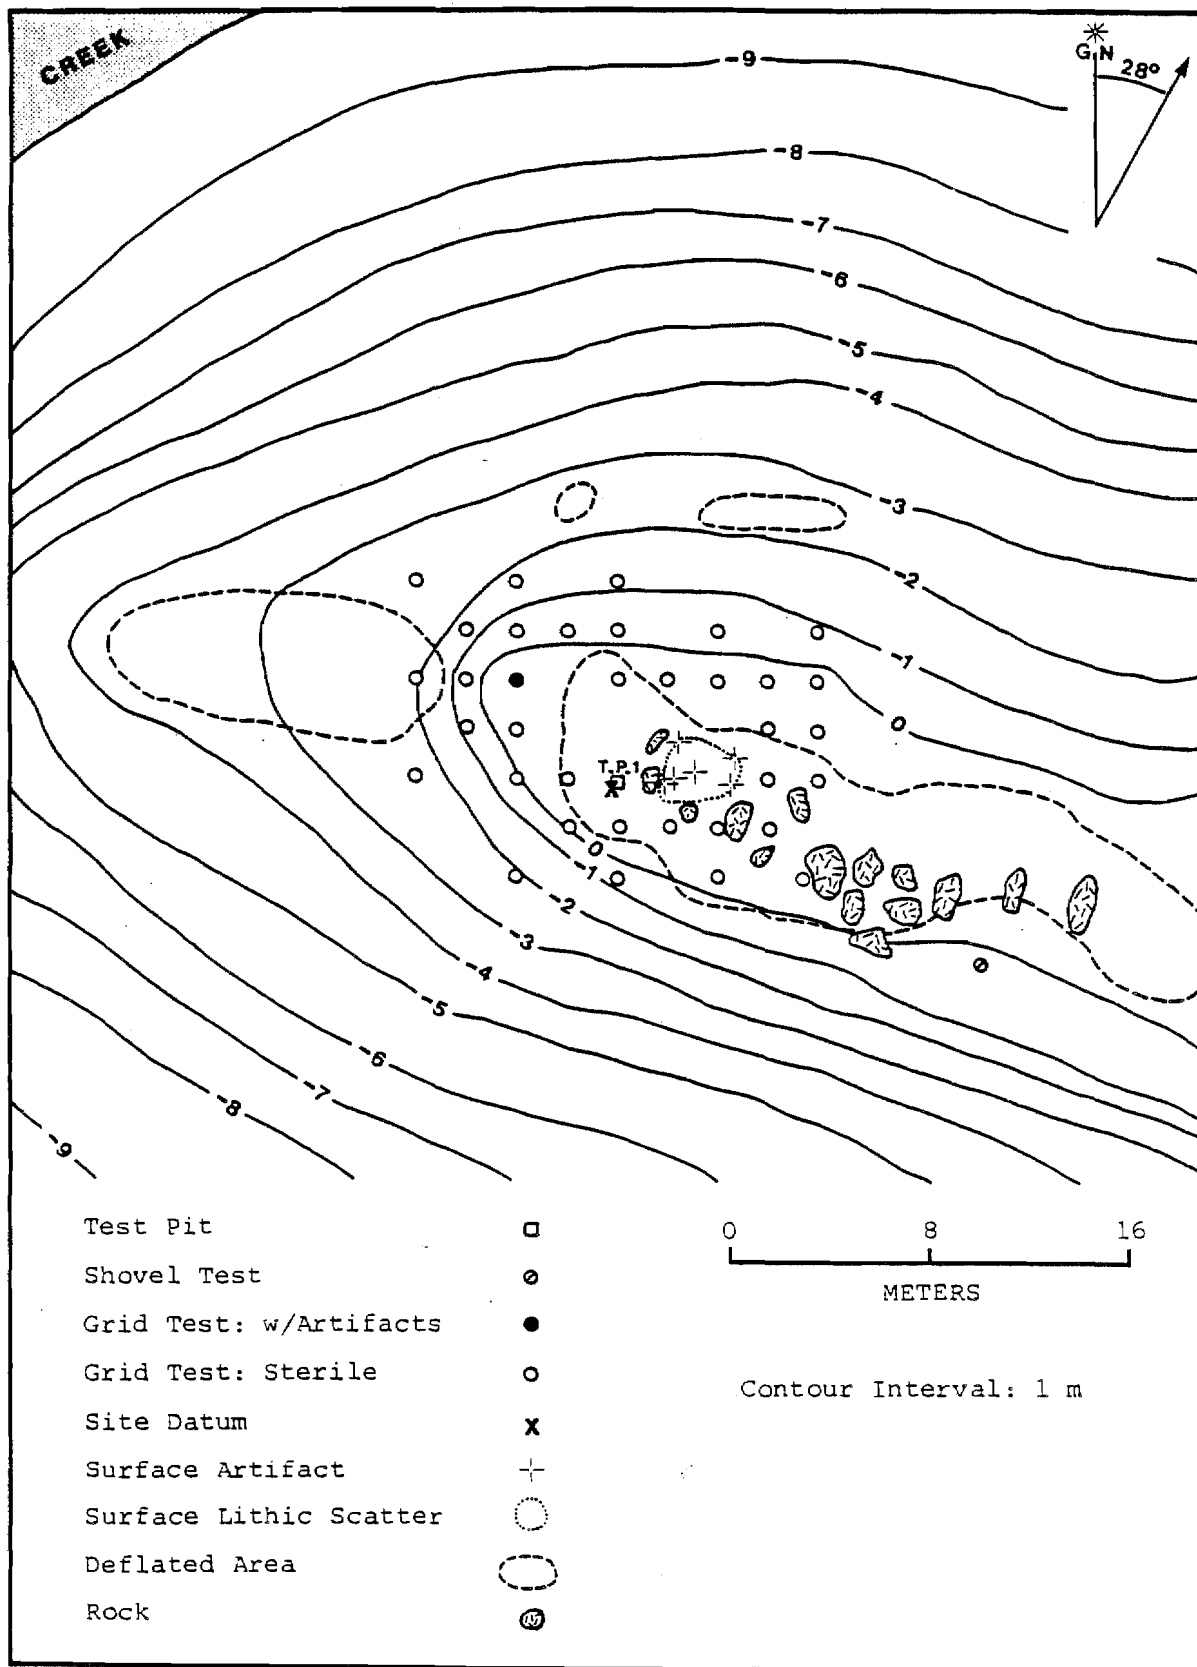 CREEK
G.N
28°
-9
-8
-7
-6
-5
-4
-3
-2
-1
0
T.P.1
0
-1
-2
-3
-4
-5
-6
-7
-8
-9
Test Pit
Shovel Test
Grid Test: w/Artifacts
Grid Test: Sterile
Site Datum
X
Surface Artifact
Surface Lithic Scatter
Deflated Area
Rock
0 8 16
METERS
Contour Interval: 1 m